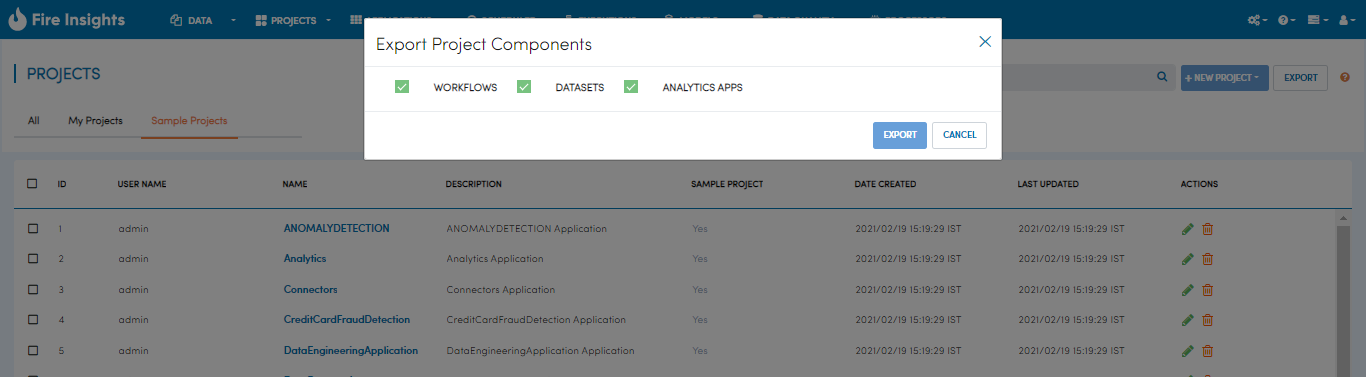 Fire Insights DATA PROJECTS
Export Project Components
PROJECTS
WORKFLOWS DATASETS ANALYTICS APPS
+ NEW PROJECT EXPORT
All My Projects Sample Projects
EXPORT CANCEL
ID USER NAME NAME DESCRIPTION SAMPLE PROJECT DATE CREATED LAST UPDATED ACTIONS
1 admin ANOMALYDETECTION ANOMALYDETECTION Application Yes 2021/02/19 15:19:29 IST 2021/02/19 15:19:29 IST
2 admin Analytics Analytics Application Yes 2021/02/19 15:19:29 IST 2021/02/19 15:19:29 IST
3 admin Connectors Connectors Application Yes 2021/02/19 15:19:29 IST 2021/02/19 15:19:29 IST
4 admin CreditCardFraudDetection CreditCardFraudDetection Application Yes 2021/02/19 15:19:29 IST 2021/02/19 15:19:29 IST
5 admin DataEngineeringApplication DataEngineeringApplication Application Yes 2021/02/19 15:19:29 IST 2021/02/19 15:19:29 IST